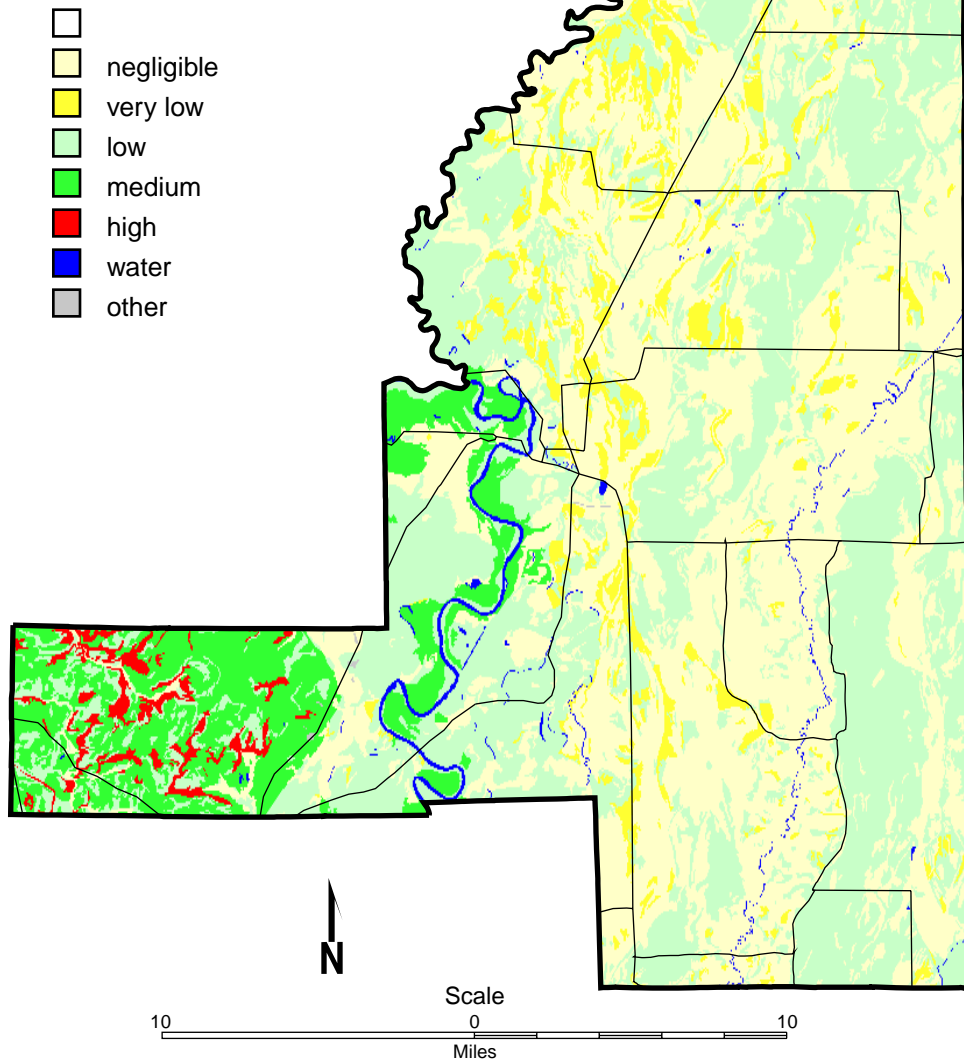 negligible
very low
low
medium
high
water
other
N
Scale
10 0 10
Miles